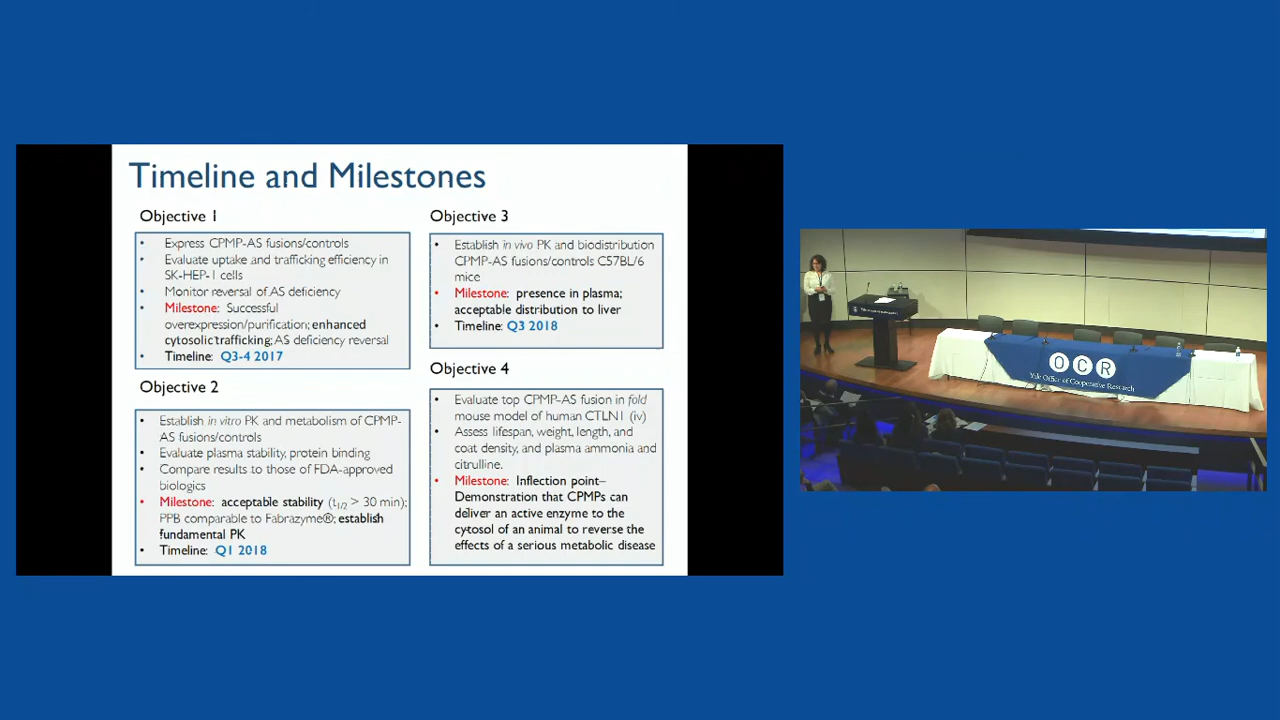 Timeline and Milestones
Objective 1
• Express CPMP-AS fusions/controls
• Evaluate uptake and trafficking efficiency in
SK-HEP-1 cells
• Monitor reversal of AS deficiency
• Milestone: Successful
overexpression/purification; enhanced
cytosolic trafficking; AS deficiency reversal
• Timeline: Q3-4 2017
Objective 2
• Establish in vitro PK and metabolism of CPMP-
AS fusions/controls
• Evaluate plasma stability, protein binding
• Compare results to those of FDA-approved
biologics
• Milestone: acceptable stability (t1/2 > 30 min);
PPB comparable to Fabrazyme®; establish
fundamental PK
• Timeline: Q1 2018
Objective 3
• Establish in vivo PK and biodistribution
CPMP-AS fusions/controls C57BL/6
mice
• Milestone: presence in plasma;
acceptable distribution to liver
• Timeline: Q3 2018
Objective 4
• Evaluate top CPMP-AS fusion in fold
mouse model of human CTLN1 (iv)
• Assess lifespan, weight, length, and
coat density, and plasma ammonia and
citrulline.
• Milestone: Inflection point–
Demonstration that CPMPs can
deliver an active enzyme to the
cytosol of an animal to reverse the
effects of a serious metabolic disease
OCR
Yale Office of Cooperative Research